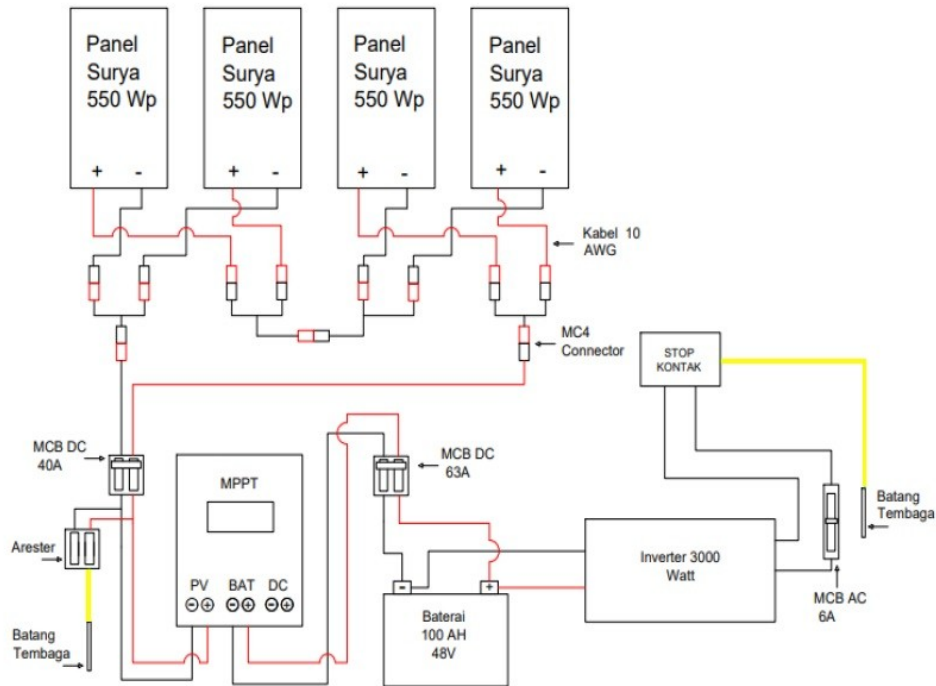 Panel
Surya
550 Wp
+ -
Panel
Surya
550 Wp
+ -
Panel
Surya
550 Wp
+ -
Panel
Surya
550 Wp
+ -
Kabel 10
AWG
MC4
Connector
STOP
KONTAK
MCB DC
40A
MPPT
MCB DC
63A
Arester
PV BAT DC
- + - + - +
Batang
Tembaga
- +
Baterai
100 AH
48V
Inverter 3000
Watt
MCB AC
6A
Batang
Tembaga